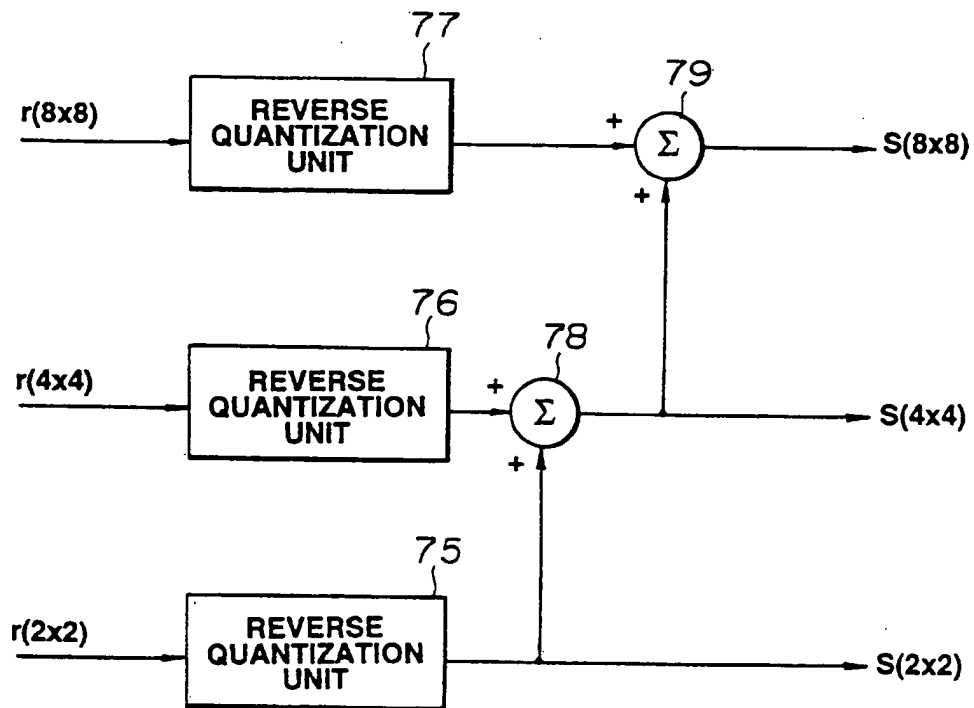 77
79
r(8x8)
REVERSE
QUANTIZATION
UNIT
+
Σ
+
S(8x8)
76
78
r(4x4)
REVERSE
QUANTIZATION
UNIT
+
Σ
+
S(4x4)
75
r(2x2)
REVERSE
QUANTIZATION
UNIT
S(2x2)